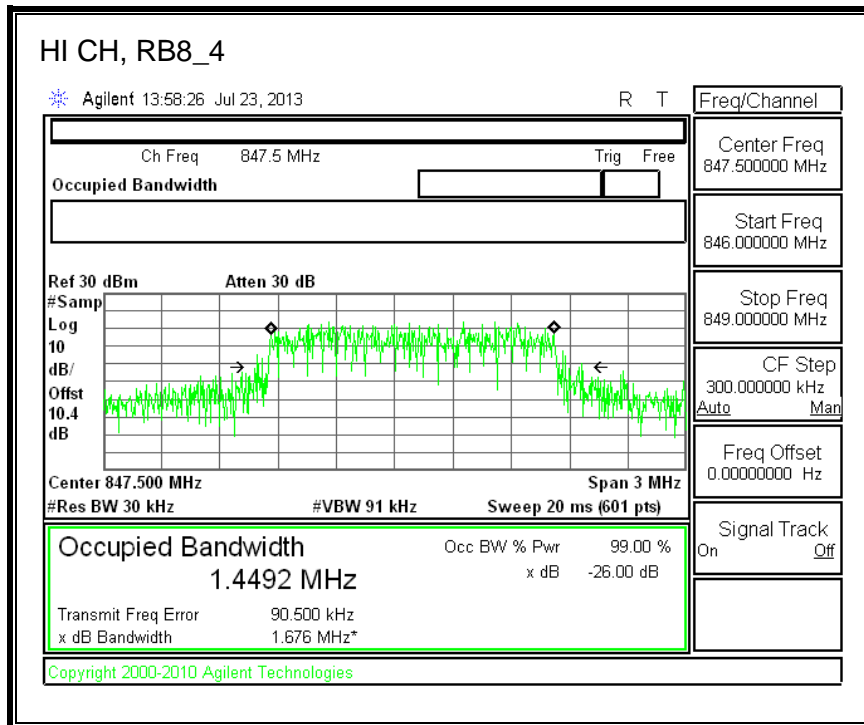 HI CH, RB8_4
Agilent 13:58:26 Jul 23, 2013 R T
Freq/Channel
Ch Freq 847.5 MHz Trig Free
Occupied Bandwidth
Center Freq
847.500000 MHz
Start Freq
846.000000 MHz
Stop Freq
849.000000 MHz
CF Step
300.000000 kHz
Auto Man
Freq Offset
0.00000000 Hz
Signal Track
On Off
Ref 30 dBm Atten 30 dB
#Samp
Log
10
dB/
Offst
10.4
dB
Center 847.500 MHz Span 3 MHz
#Res BW 30 kHz #VBW 91 kHz Sweep 20 ms (601 pts)
Occupied Bandwidth Occ BW % Pwr 99.00 %
1.4492 MHz x dB -26.00 dB
Transmit Freq Error 90.500 kHz
x dB Bandwidth 1.676 MHz*
Copyright 2000-2010 Agilent Technologies